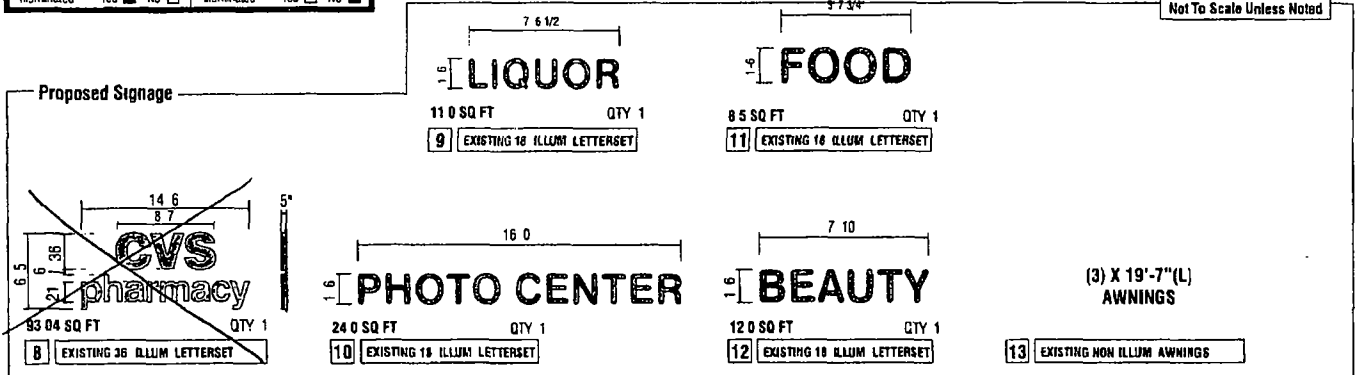 Not To Scale Unless Noted
7 6 1/2
1 6
LIQUOR
11 0 SQ FT QTY 1
9 EXISTING 18 ILLUM LETTERSET
9'7 3/4"
1-6
FOOD
8 5 SQ FT QTY 1
11 EXISTING 18 ILLUM LETTERSET
Proposed Signage
14 6
8 7
5"
6 5
36
6
21
CVS
pharmacy
93 04 SQ FT QTY 1
8 EXISTING 36 ILLUM LETTERSET
16 0
1 6
PHOTO CENTER
24 0 SQ FT QTY 1
10 EXISTING 18 ILLUM LETTERSET
7 10
1 6
BEAUTY
12 0 SQ FT QTY 1
12 EXISTING 18 ILLUM LETTERSET
(3) X 19'-7"(L)
AWNINGS
13 EXISTING NON ILLUM AWNINGS